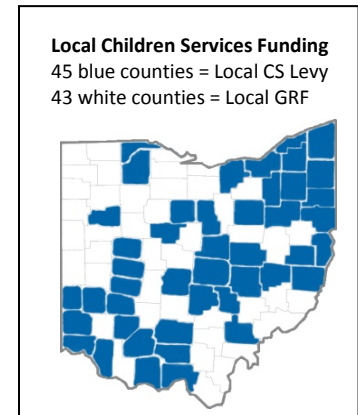 Local Children Services Funding
45 blue counties = Local CS Levy
43 white counties = Local GRF